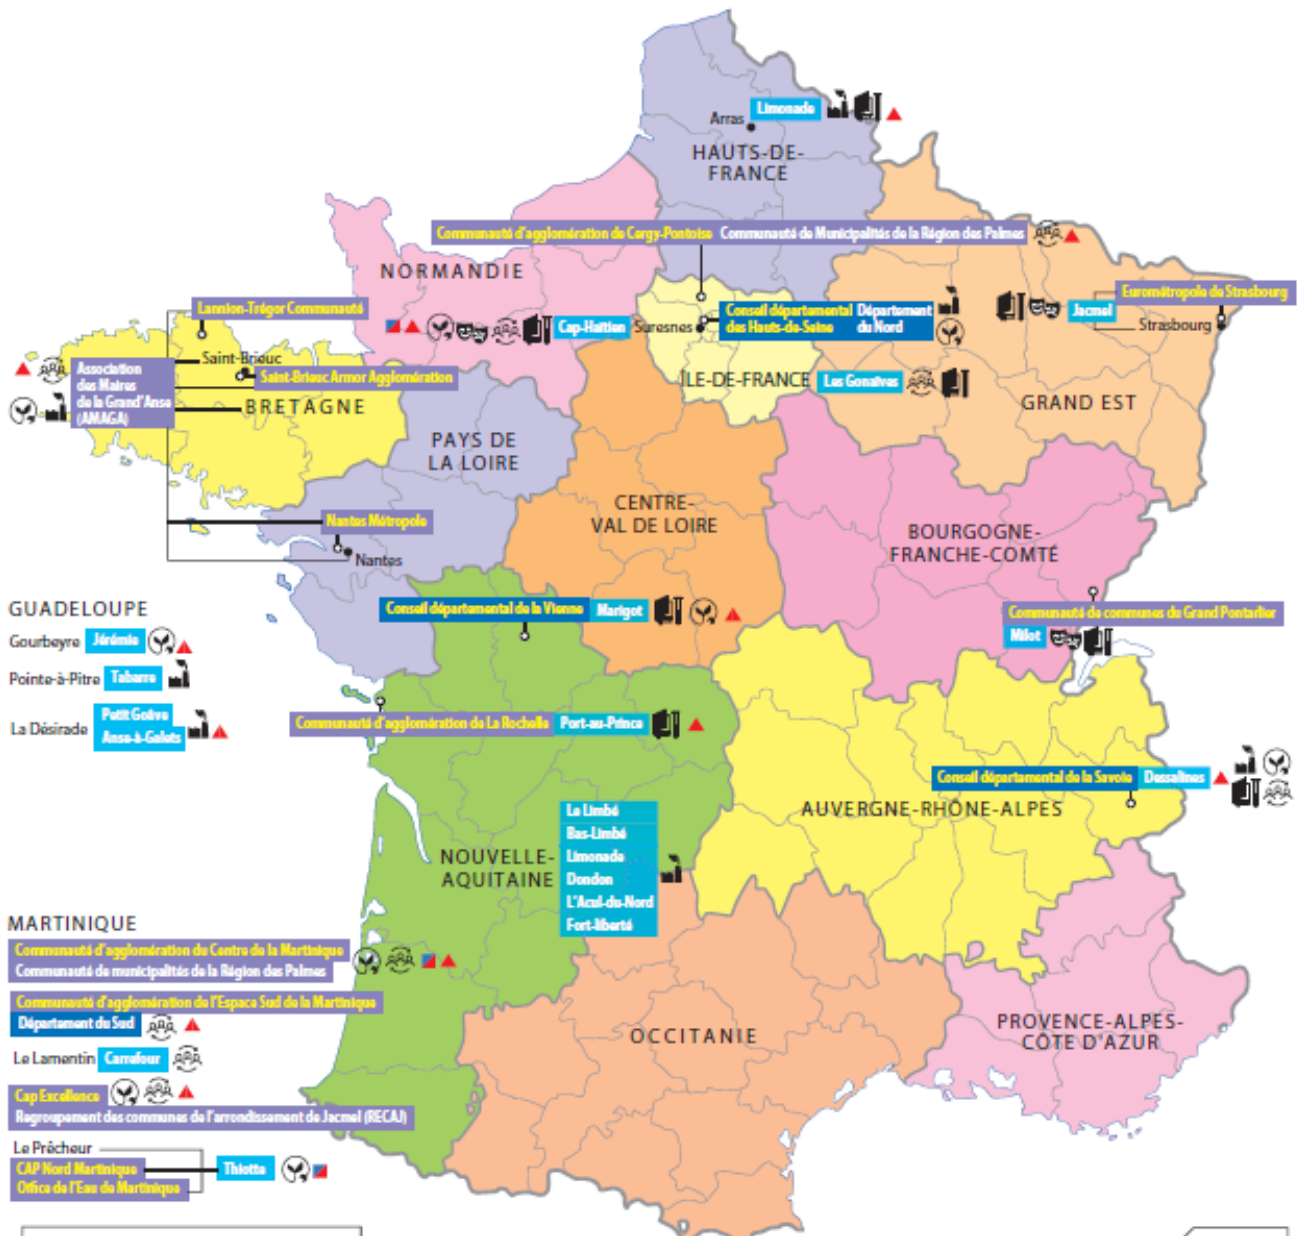 Limonade
Arras
HAUTS-DE-
FRANCE
Communauté d'agglomération de Cergy-Pontoise Communauté de Municipalités de la Région des Palmes
NORMANDIE
Eurométropole de Strasbourg
Jacmel
Strasbourg
Lannion-Trégor Communauté
Conseil départemental
des Hauts-de-Seine
Département
du Nord
Cap-Haïtien
Suresnes
Saint-Brieuc
Association
des Maires
de la Grand'Anse
(AMAGA)
Saint-Brieuc Armor Agglomération
BRETAGNE
ÎLE-DE-FRANCE
Les Gonaïves
GRAND EST
PAYS DE
LA LOIRE
CENTRE-
VAL DE LOIRE
Nantes Métropole
Nantes
BOURGOGNE-
FRANCHE-COMTÉ
GUADELOUPE
Gourbeyre Jérémie
Pointe-à-Pitre Tabarre
La Désirade
Petit Goâve
Anse-à-Galets
Conseil départemental de la Vienne Marigot
Communauté de communes du Grand Pontarlier
Milot
Communauté d'agglomération de La Rochelle Port-au-Prince
Conseil départemental de la Savoie Dessalines
AUVERGNE-RHÔNE-ALPES
NOUVELLE-
AQUITAINE
Le Limbé
Bas-Limbé
Limonade
Dondon
L'Acul-du-Nord
Fort-liberté
MARTINIQUE
Communauté d'agglomération du Centre de la Martinique
Communauté de municipalités de la Région des Palmes
Communauté d'agglomération de l'Espace Sud de la Martinique
Département du Sud
Le Lamentin Carrefour
Cap Excellence
Regroupement des communes de l'arrondissement de Jacmel (RECAJ)
Le Prêcheur
CAP Nord Martinique
Office de l'Eau de Martinique
Thiotte
OCCITANIE
PROVENCE-ALPES-
CÔTE D'AZUR